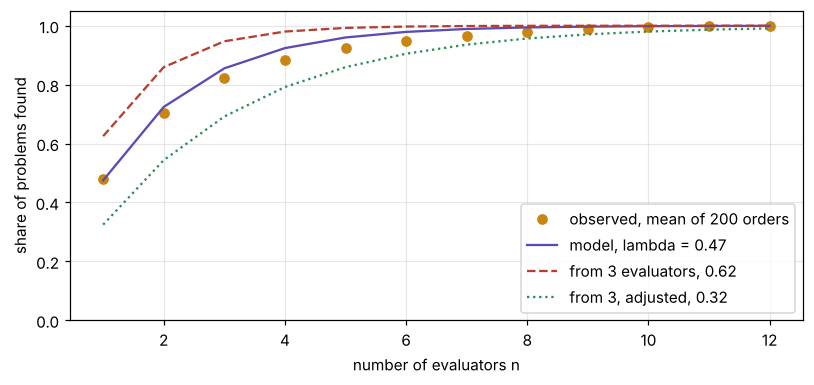 1.0
0.8
0.6
0.4
0.2
0.0
share of problems found
observed, mean of 200 orders
model, lambda = 0.47
from 3 evaluators, 0.62
from 3, adjusted, 0.32
2 4 6 8 10 12
number of evaluators n